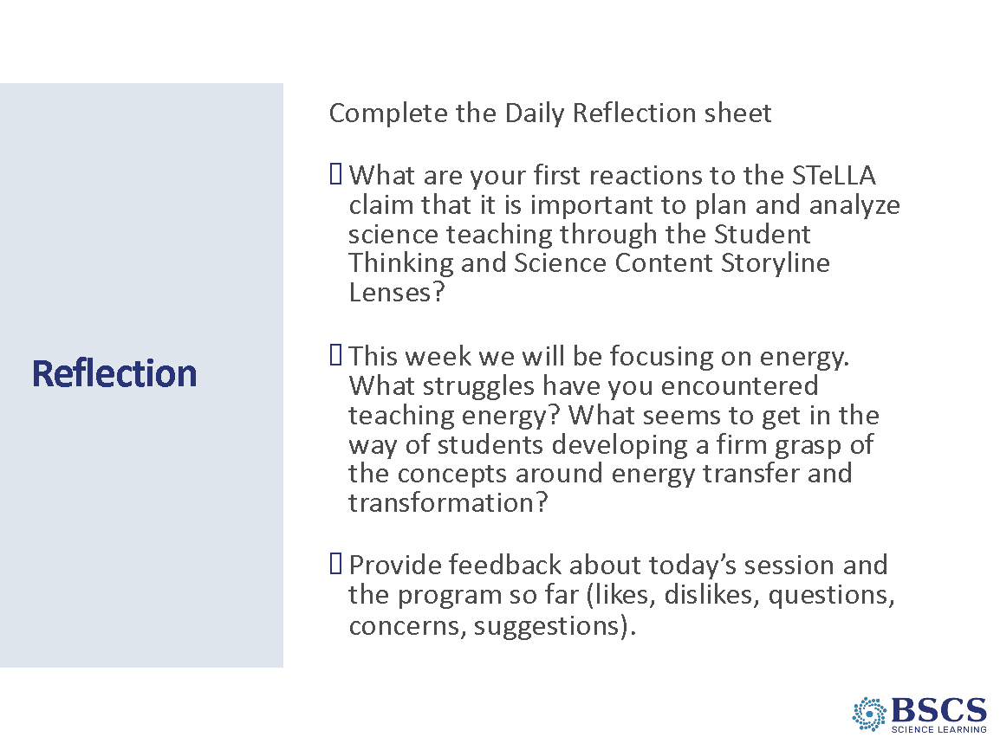 Complete the Daily Reflection sheet
What are your first reactions to the STeLLA
claim that it is important to plan and analyze
science teaching through the Student
Thinking and Science Content Storyline
Lenses?
Reflection
This week we will be focusing on energy.
What struggles have you encountered
teaching energy? What seems to get in the
way of students developing a firm grasp of
the concepts around energy transfer and
transformation?
Provide feedback about today’s session and
the program so far (likes, dislikes, questions,
concerns, suggestions).
BSCS
SCIENCE LEARNING